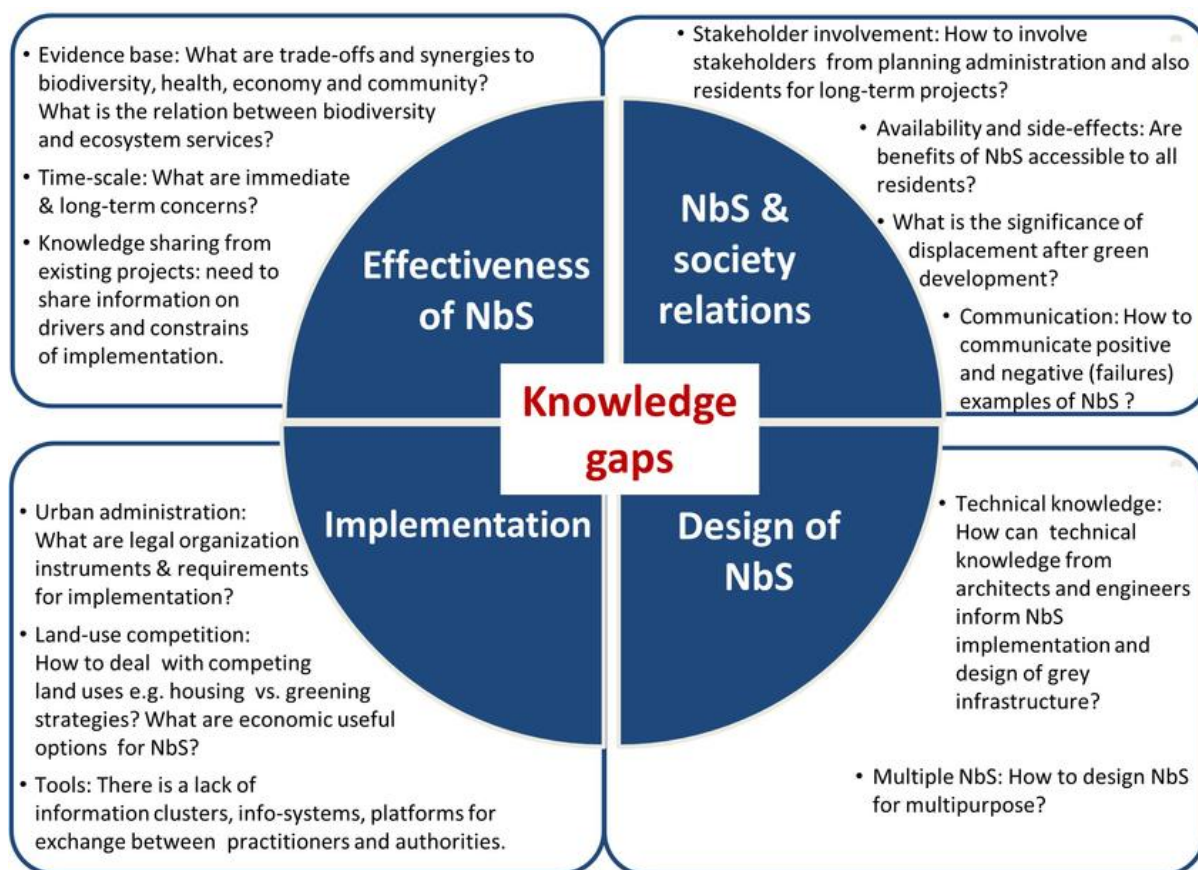 • Evidence base: What are trade-offs and synergies to
biodiversity, health, economy and community?
What is the relation between biodiversity
and ecosystem services?
• Time-scale: What are immediate
& long-term concerns?
• Knowledge sharing from
existing projects: need to
share information on
drivers and constrains
of implementation.
Effectiveness
of NbS
• Stakeholder involvement: How to involve
stakeholders from planning administration and also
residents for long-term projects?
• Availability and side-effects: Are
benefits of NbS accessible to all
residents?
• What is the significance of
displacement after green
development?
• Communication: How to
communicate positive
and negative (failures)
examples of NbS ?
NbS &
society
relations
Knowledge
gaps
• Urban administration:
What are legal organization
instruments & requirements
for implementation?
• Land-use competition:
How to deal with competing
land uses e.g. housing vs. greening
strategies? What are economic useful
options for NbS?
• Tools: There is a lack of
information clusters, info-systems, platforms for
exchange between practitioners and authorities.
Implementation
Design of
NbS
• Technical knowledge:
How can technical
knowledge from
architects and engineers
inform NbS
implementation and
design of grey
infrastructure?
• Multiple NbS: How to design NbS
for multipurpose?